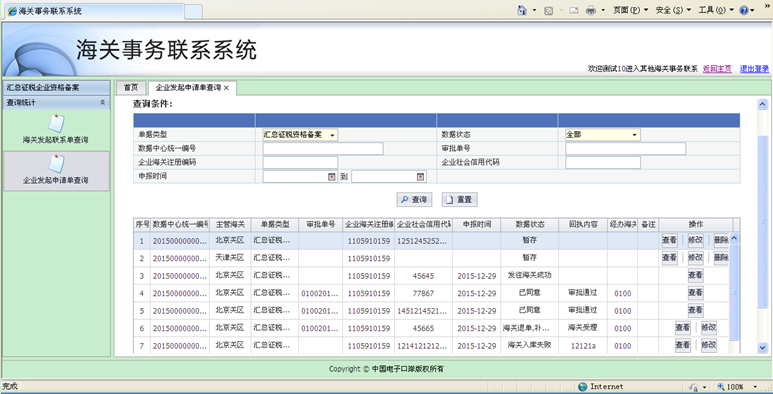 海关事务联系系统
页面(P) 安全(S) 工具(O)
海关事务联系系统
欢迎测试10进入其他海关事务联系 返回主页 退出登录
汇总征税企业资格备案
查询统计
海关发起联系单查询
企业发起申请单查询
首页 企业发起申请单查询 ×
查询条件:
单据类型 汇总征税资格备案 数据状态 全部
数据中心统一编号 审批单号
企业海关注册编码 企业社会信用代码
申报时间 到
查询 重置
序号 数据中心统一编号 主管海关 单据类型 审批单号 企业海关注册编 企业社会信用代码 申报时间 数据状态 回执内容 经办海关 备注 操作
1 20150000000... 北京关区 汇总征税... 1105910159 1251245252... 暂存 查看 修改 删除
2 20150000000... 天津关区 汇总征税... 1105910159 暂存 查看 修改 删除
3 20150000000... 北京关区 汇总征税... 1105910159 45645 2015-12-29 发往海关成功 查看
4 20150000000... 北京关区 汇总征税... 0100201... 1105910159 77867 2015-12-29 已同意 审批通过 0100 查看
5 20150000000... 北京关区 汇总征税... 0100201... 1105910159 1451214521... 2015-12-29 已同意 审批通过 0100 查看
6 20150000000... 北京关区 汇总征税... 0100201... 1105910159 45665 2015-12-29 海关退单,补... 海关受理 0100 查看 修改
7 20150000000... 北京关区 汇总征税... 1105910159 1214121212... 2015-12-29 海关入库失败 12121a 0100 查看 修改
Copyright © 中国电子口岸版权所有
完成 Internet 100%